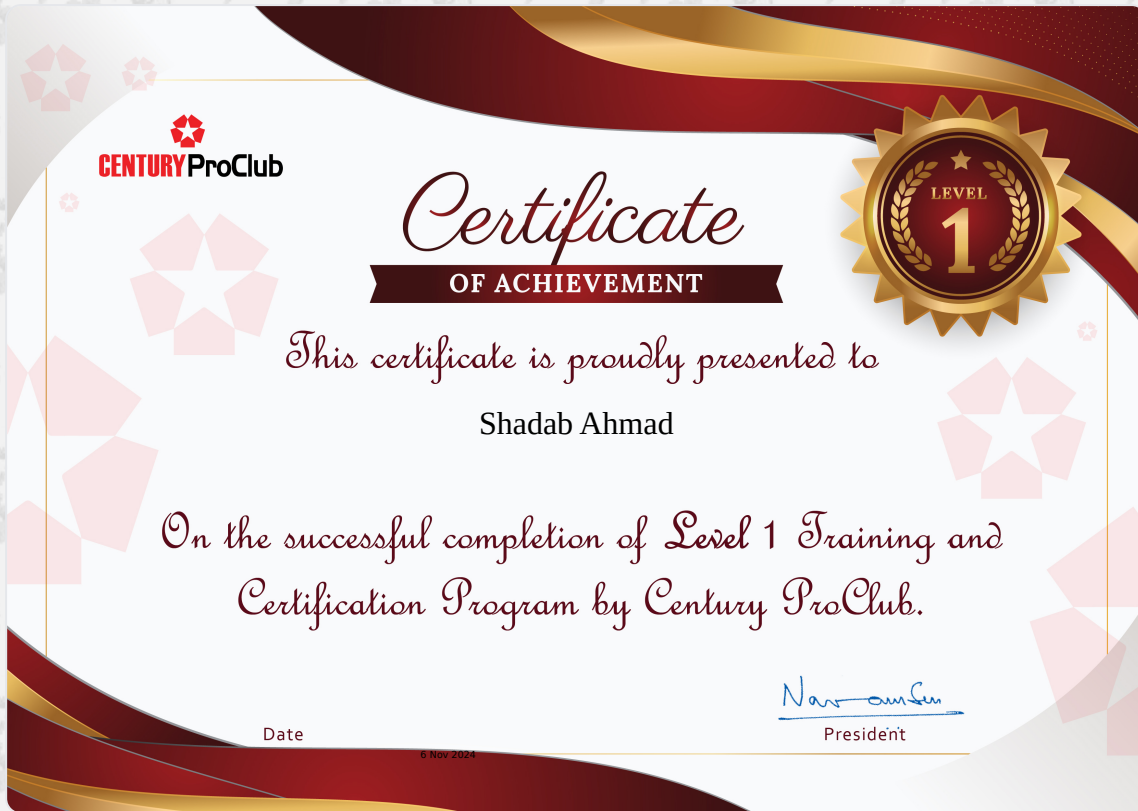 CENTURY ProClub
LEVEL
1
Certificate
OF ACHIEVEMENT
This certificate is proudly presented to
Shadab Ahmad
On the successful completion of Level 1 Training and
Certification Program by Century ProClub.
Date
President
6 Nov 2024